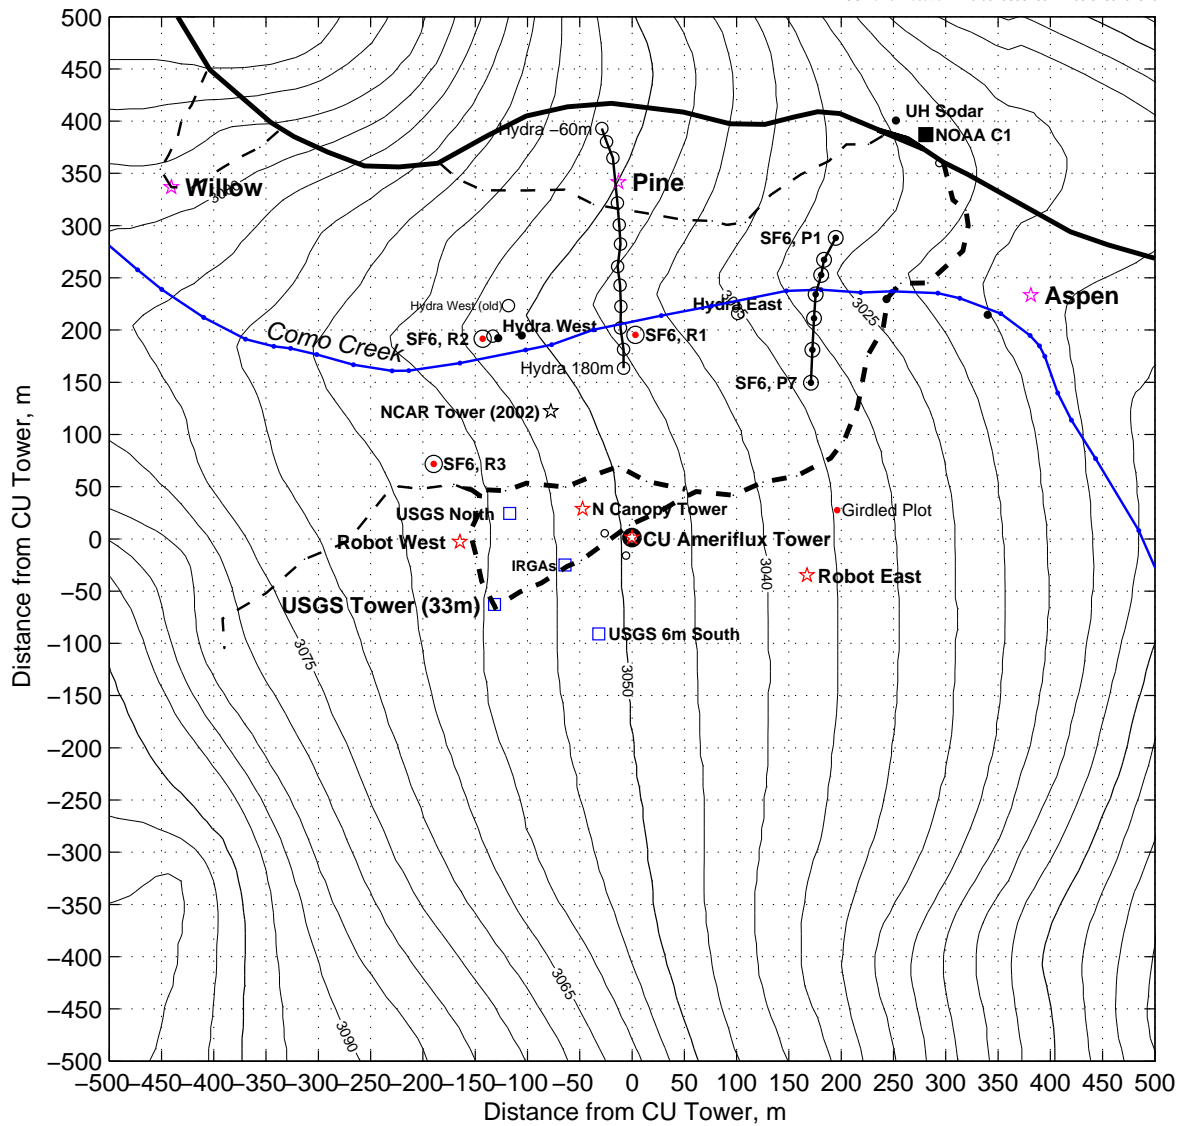 500
450
400
350
300
250
200
150
100
50
0
−50
−100
−150
−200
−250
−300
−350
−400
−450
−500
Distance from CU Tower, m
UH Sodar
NOAA C1
Hydra −60m
Willow
Pine
SF6, P1
Aspen
Hydra West (old)
Hydra East
3025
Como Creek
SF6, R2
Hydra West
SF6, R1
Hydra 180m
SF6, P7
NCAR Tower (2002)
SF6, R3
USGS North
N Canopy Tower
Girdled Plot
Robot West
CU Ameriflux Tower
IRGAs
3040
Robot East
USGS Tower (33m)
USGS 6m South
3075
3050
3065
3090
−500
−450
−400
−350
−300
−250
−200
−150
−100
−50
0
50
100
150
200
250
300
350
400
450
500
Distance from CU Tower, m